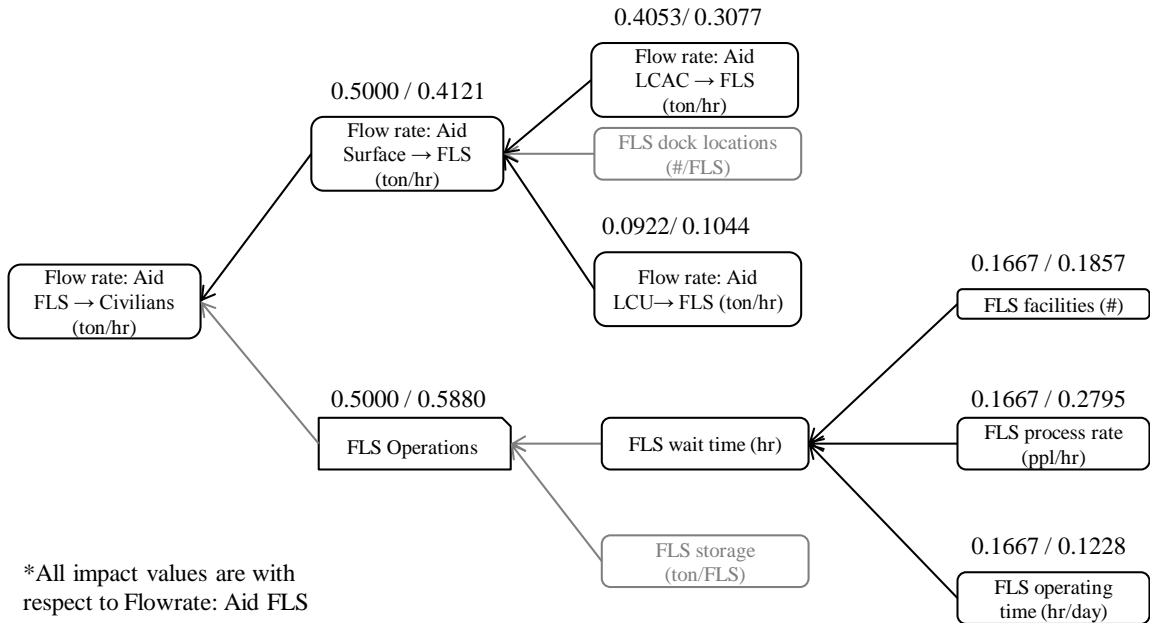 0.4053/ 0.3077
Flow rate: Aid
LCAC → FLS
(ton/hr)
0.5000 / 0.4121
Flow rate: Aid
Surface → FLS
(ton/hr)
FLS dock locations
(#/FLS)
0.0922/ 0.1044
Flow rate: Aid
LCU→ FLS (ton/hr)
Flow rate: Aid
FLS → Civilians
(ton/hr)
0.1667 / 0.1857
FLS facilities (#)
0.5000 / 0.5880
FLS Operations
FLS wait time (hr)
0.1667 / 0.2795
FLS process rate
(ppl/hr)
FLS storage
(ton/FLS)
0.1667 / 0.1228
FLS operating
time (hr/day)
*All impact values are with
respect to Flowrate: Aid FLS